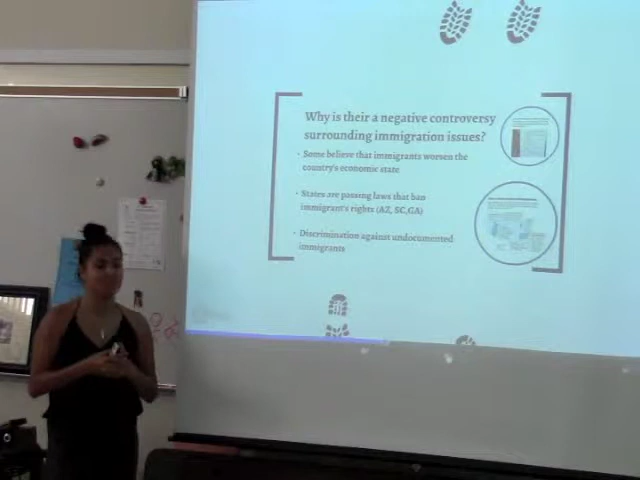 Why is their a negative controversy
surrounding immigration issues?
· Some believe that immigrants worsen the
country's economic state
· States are passing laws that ban
immigrant's rights (AZ, SC,GA)
· Discrimination against undocumented
immigrants